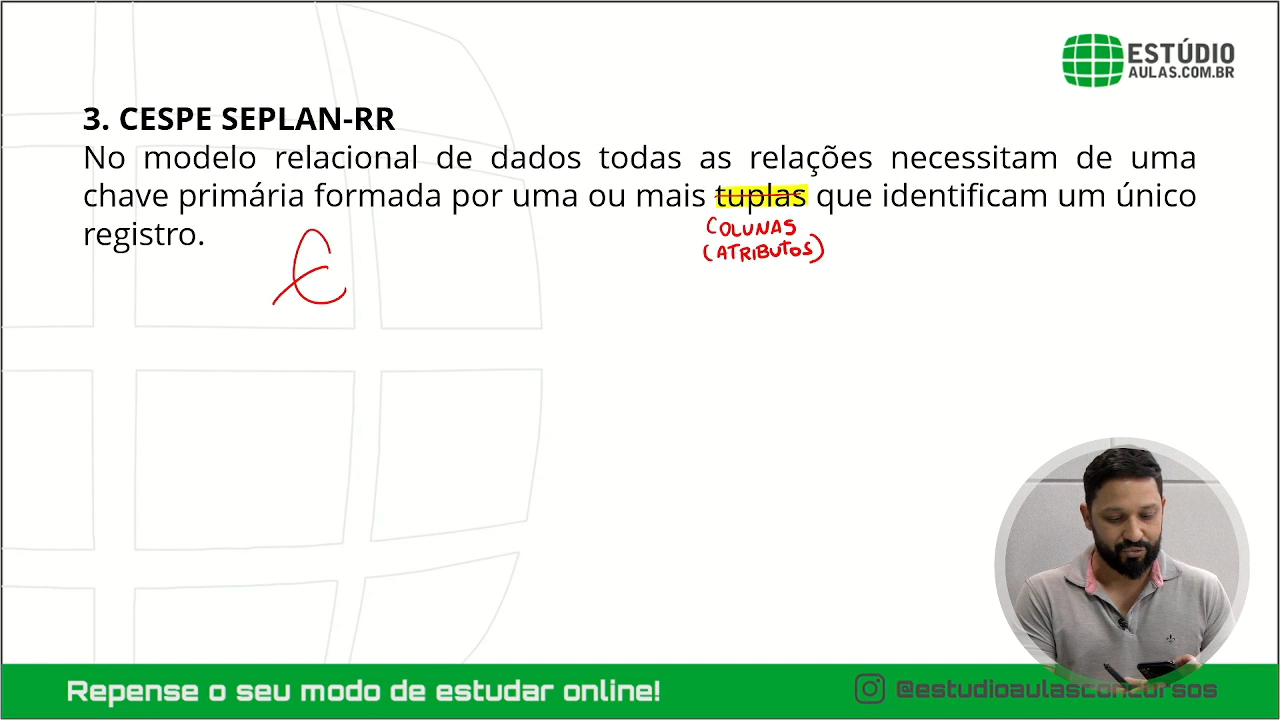 ESTÚDIO
AULAS.COM.BR
3. CESPE SEPLAN-RR
No modelo relacional de dados todas as relações necessitam de uma
chave primária formada por uma ou mais tuplas que identificam um único
registro.
COLUNAS
(ATRIBUTOS)
E
Repense o seu modo de estudar online!
@estudioaulasconcursos